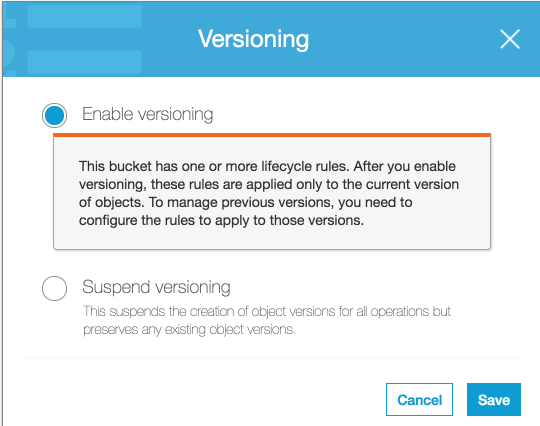 Versioning
Enable versioning
This bucket has one or more lifecycle rules. After you enable
versioning, these rules are applied only to the current version
of objects. To manage previous versions, you need to
configure the rules to apply to those versions.
Suspend versioning
This suspends the creation of object versions for all operations but
preserves any existing object versions.
Cancel
Save